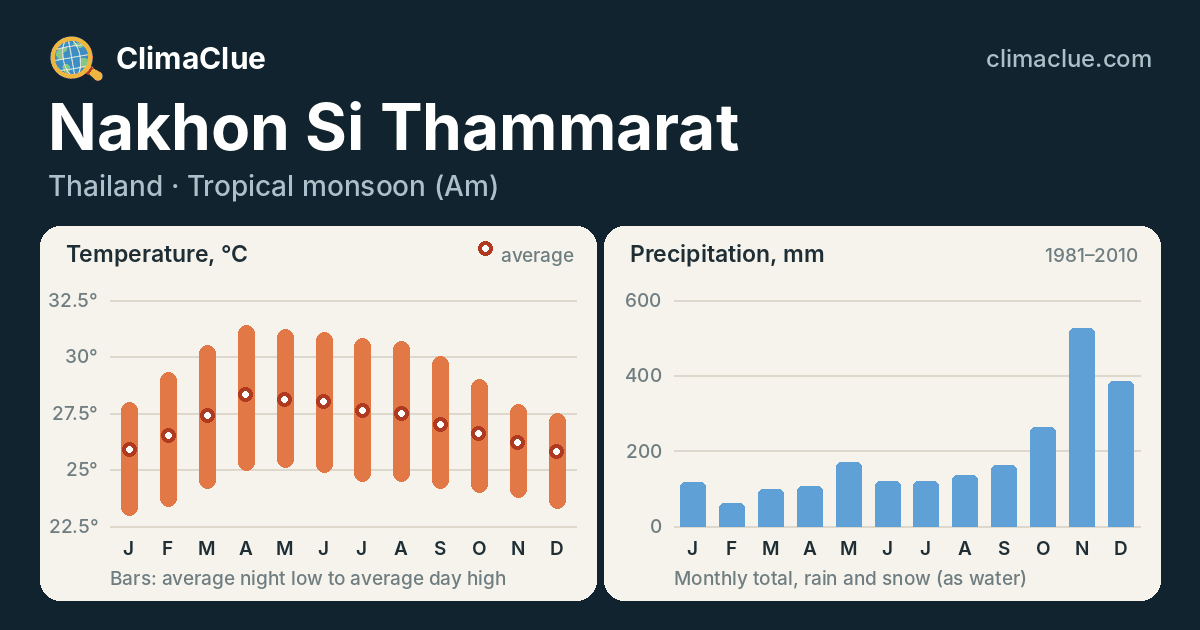 ClimaClue
climaclue.com
Nakhon Si Thammarat
Thailand · Tropical monsoon (Am)
Temperature, °C
average
32.5°
30°
27.5°
25°
22.5°
J F M A M J J A S O N D
Bars: average night low to average day high
Precipitation, mm
1981–2010
600
400
200
0
J F M A M J J A S O N D
Monthly total, rain and snow (as water)